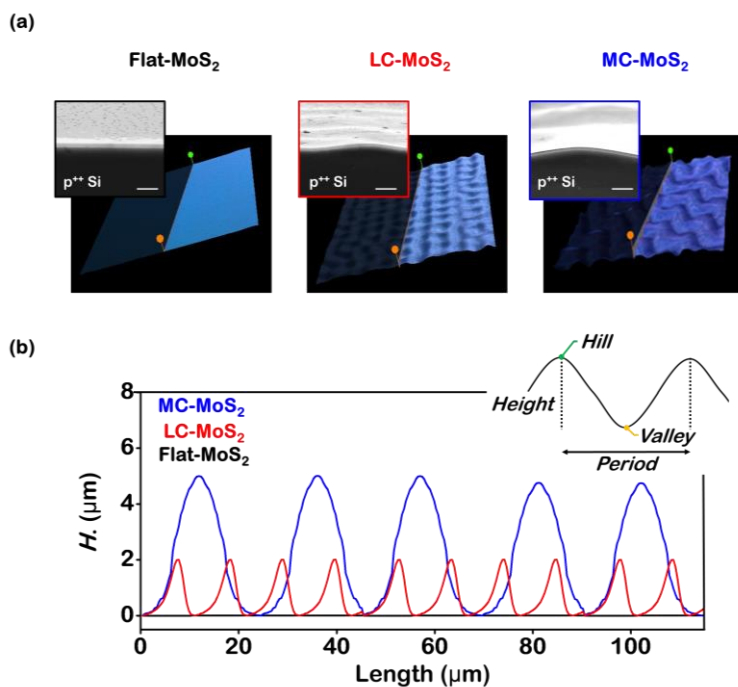 (a)
Flat-MoS₂ LC-MoS₂ MC-MoS₂
p⁺⁺ Si p⁺⁺ Si p⁺⁺ Si
(b)
Hill
Height
Valley
Period
MC-MoS₂
LC-MoS₂
Flat-MoS₂
8
6
4
2
0
H. (μm)
0 20 40 60 80 100
Length (μm)